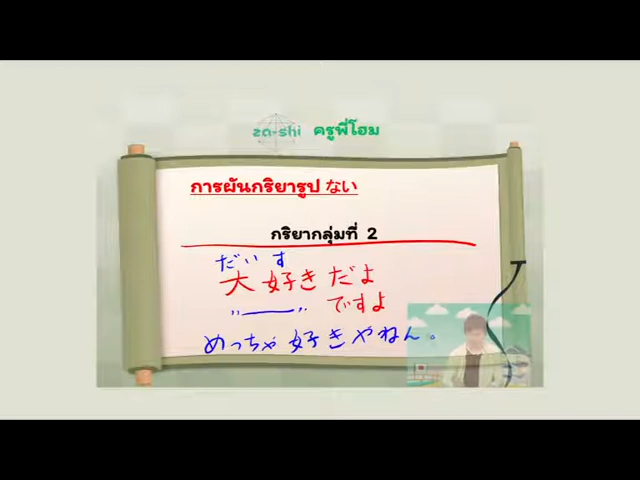 za-shi ครูพี่โฮม
การผันกริยารูป ない
กริยากลุ่มที่ 2
だい す
大好きだよ
〃 ― 〃 ですよ
めっちゃ好きやねん。